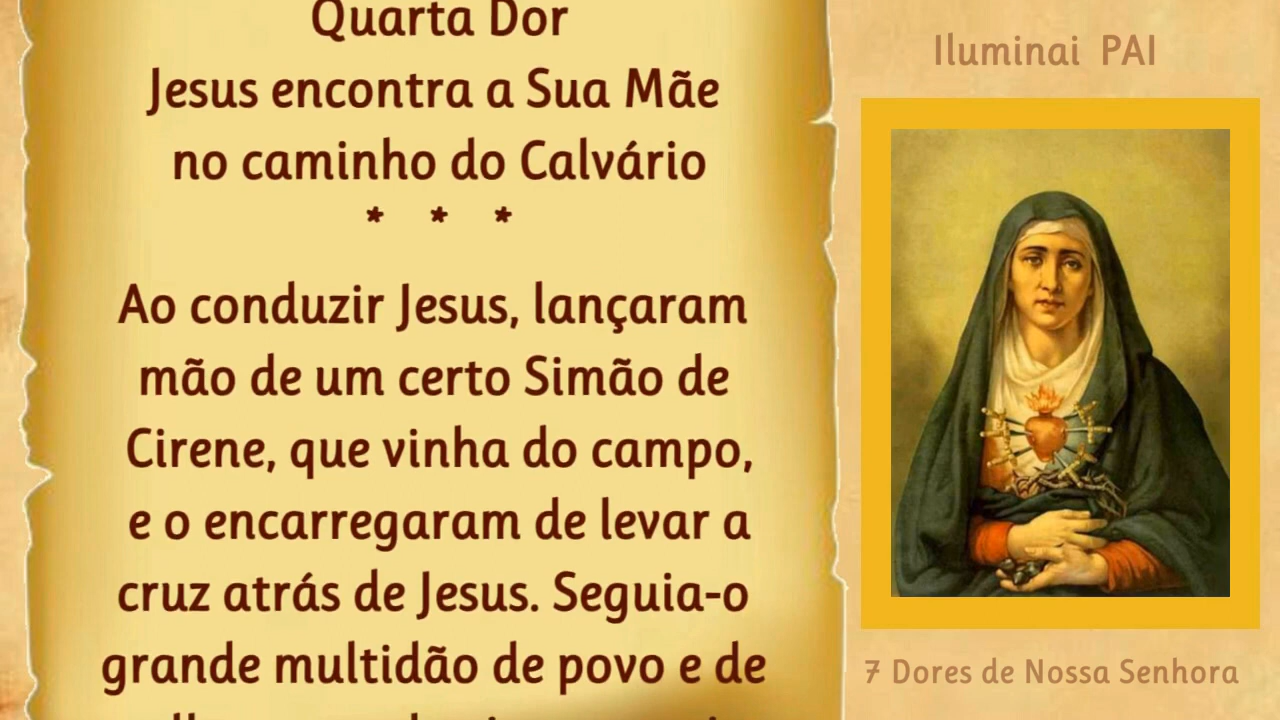 Quarta Dor
Jesus encontra a Sua Mãe
no caminho do Calvário
* * *
Ao conduzir Jesus, lançaram
mão de um certo Simão de
Cirene, que vinha do campo,
e o encarregaram de levar a
cruz atrás de Jesus. Seguia-o
grande multidão de povo e de
Iluminai PAI
7 Dores de Nossa Senhora